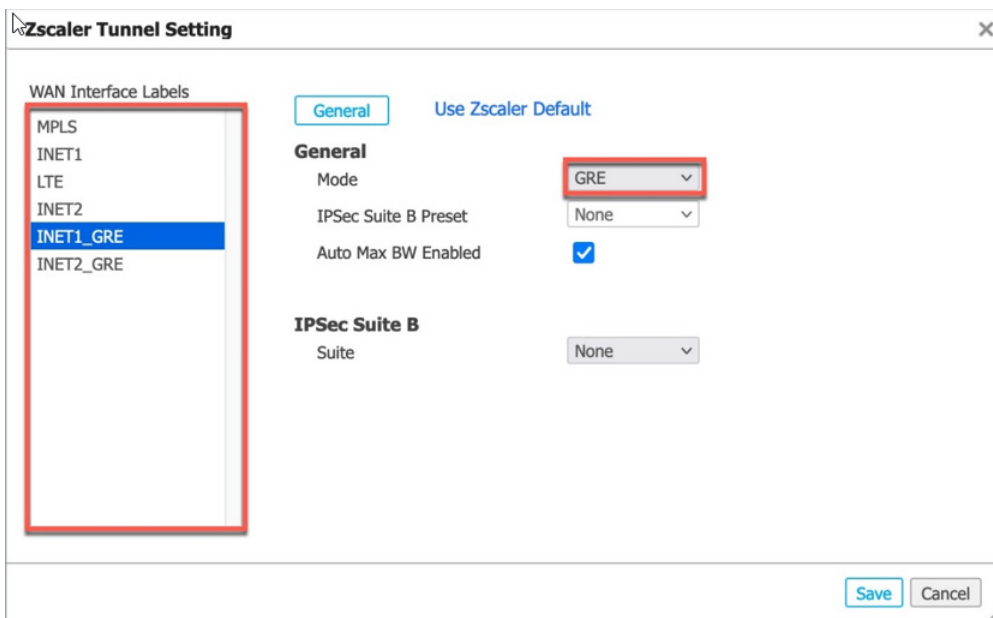 Zscaler Tunnel Setting
WAN Interface Labels
MPLS
INET1
LTE
INET2
INET1_GRE
INET2_GRE
General Use Zscaler Default
General
Mode GRE
IPSec Suite B Preset None
Auto Max BW Enabled
IPSec Suite B
Suite None
Save Cancel